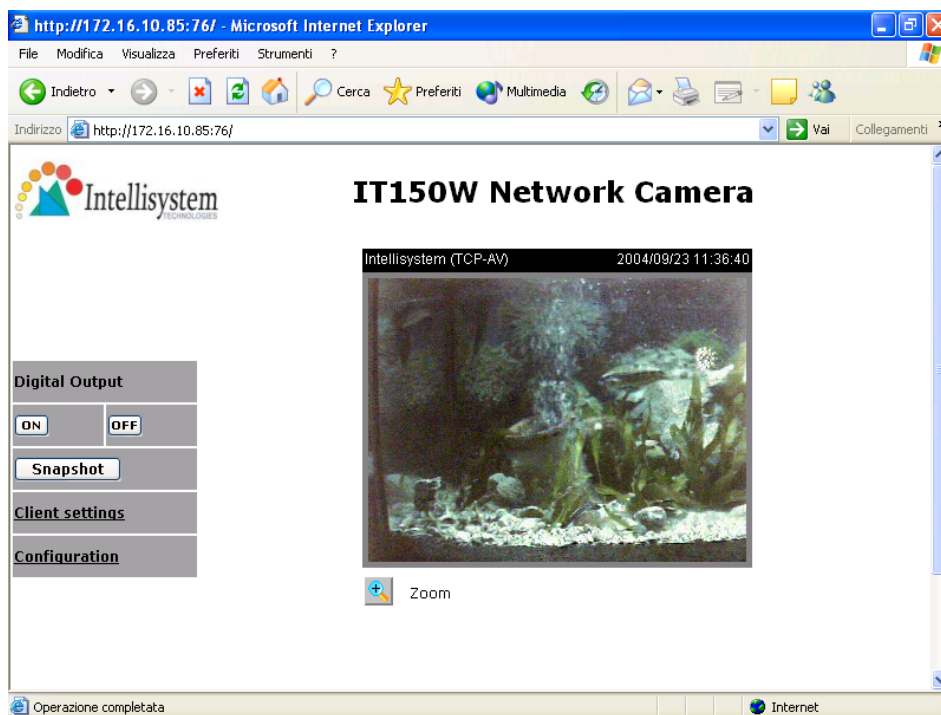 http://172.16.10.85:76/ - Microsoft Internet Explorer
File Modifica Visualizza Preferiti Strumenti ?
Indietro Cerca Preferiti Multimedia
Indirizzo http://172.16.10.85:76/ Vai Collegamenti
Intellisystem
TECHNOLOGIES
IT150W Network Camera
Intellisystem (TCP-AV) 2004/09/23 11:36:40
Digital Output
ON OFF
Snapshot
Client settings
Configuration
Zoom
Operazione completata Internet